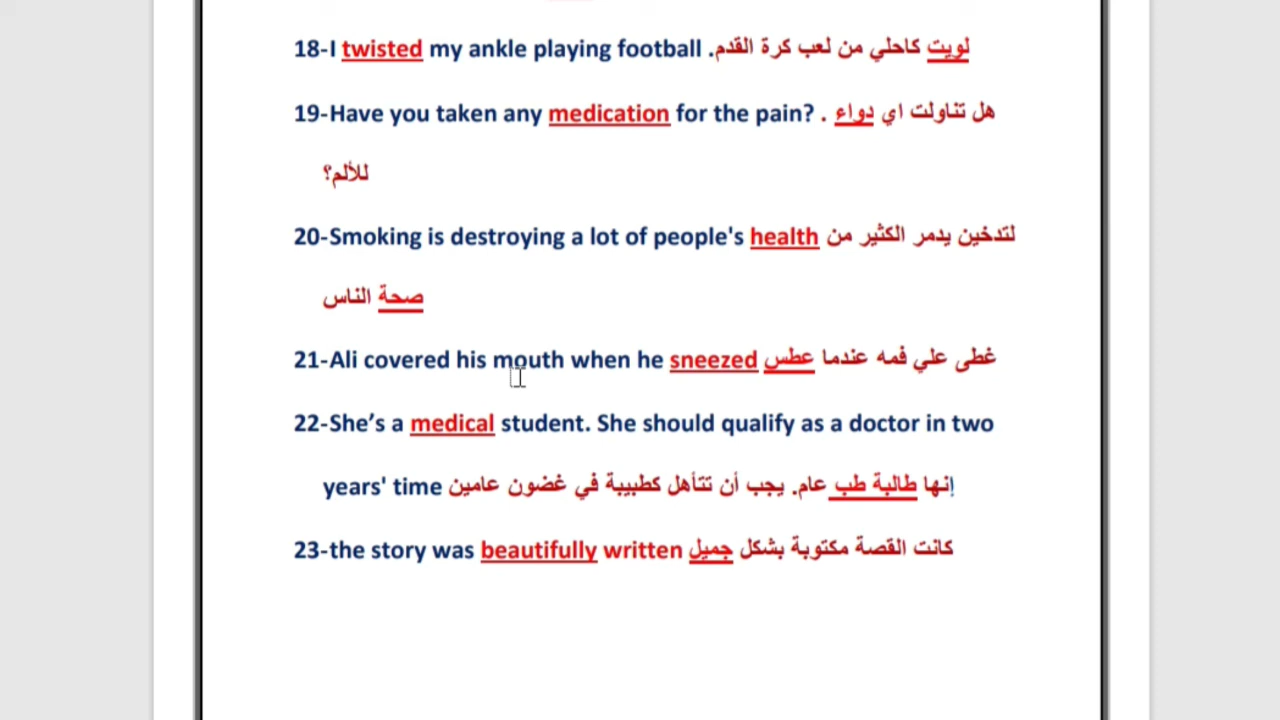 18-I twisted my ankle playing football .لويت كاحلي من لعب كرة القدم
19-Have you taken any medication for the pain? . هل تناولت اي دواء
للألم؟
20-Smoking is destroying a lot of people's health لتدخين يدمر الكثير من
صحة الناس
21-Ali covered his mouth when he sneezed غطى علي فمه عندما عطس
22-She’s a medical student. She should qualify as a doctor in two
years' time إنها طالبة طب عام. يجب أن تتأهل كطبيبة في غضون عامين
23-the story was beautifully written كانت القصة مكتوبة بشكل جميل